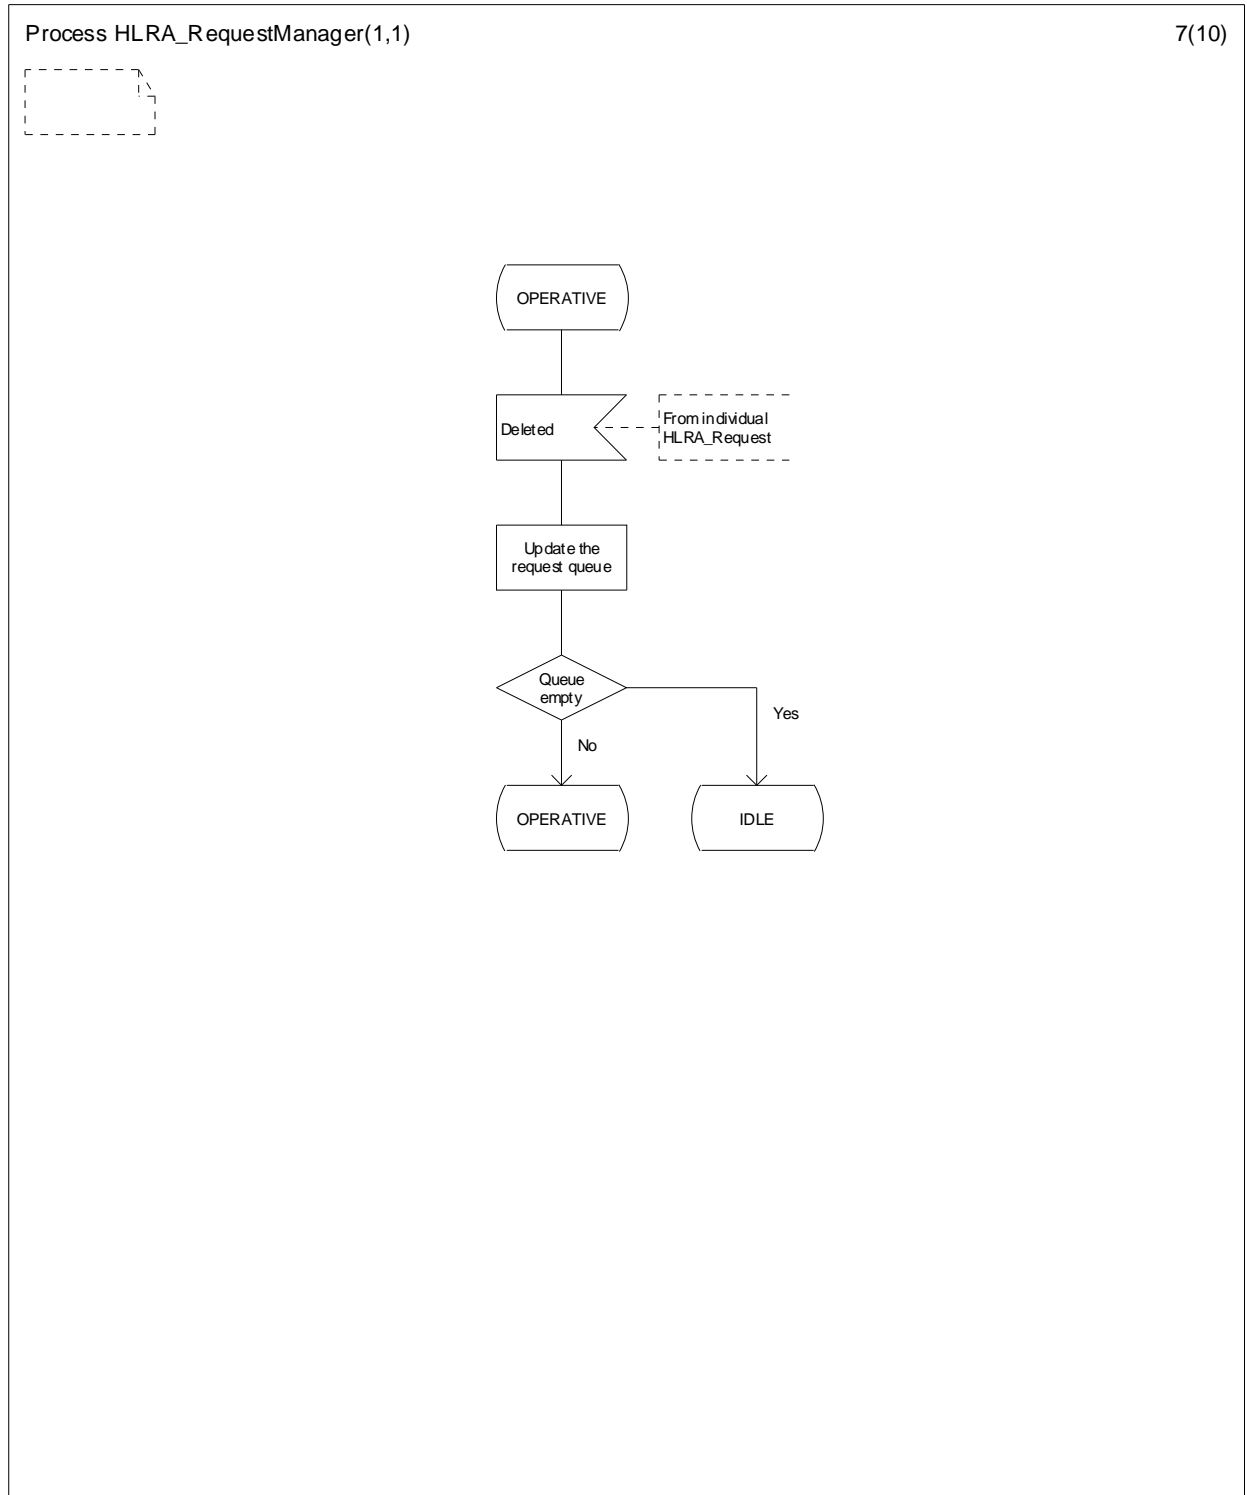 Process HLRA_RequestManager(1,1)
7(10)
OPERATIVE
Deleted
From individual
HLRA_Request
Update the
request queue
Queue
empty
Yes
No
OPERATIVE
IDLE